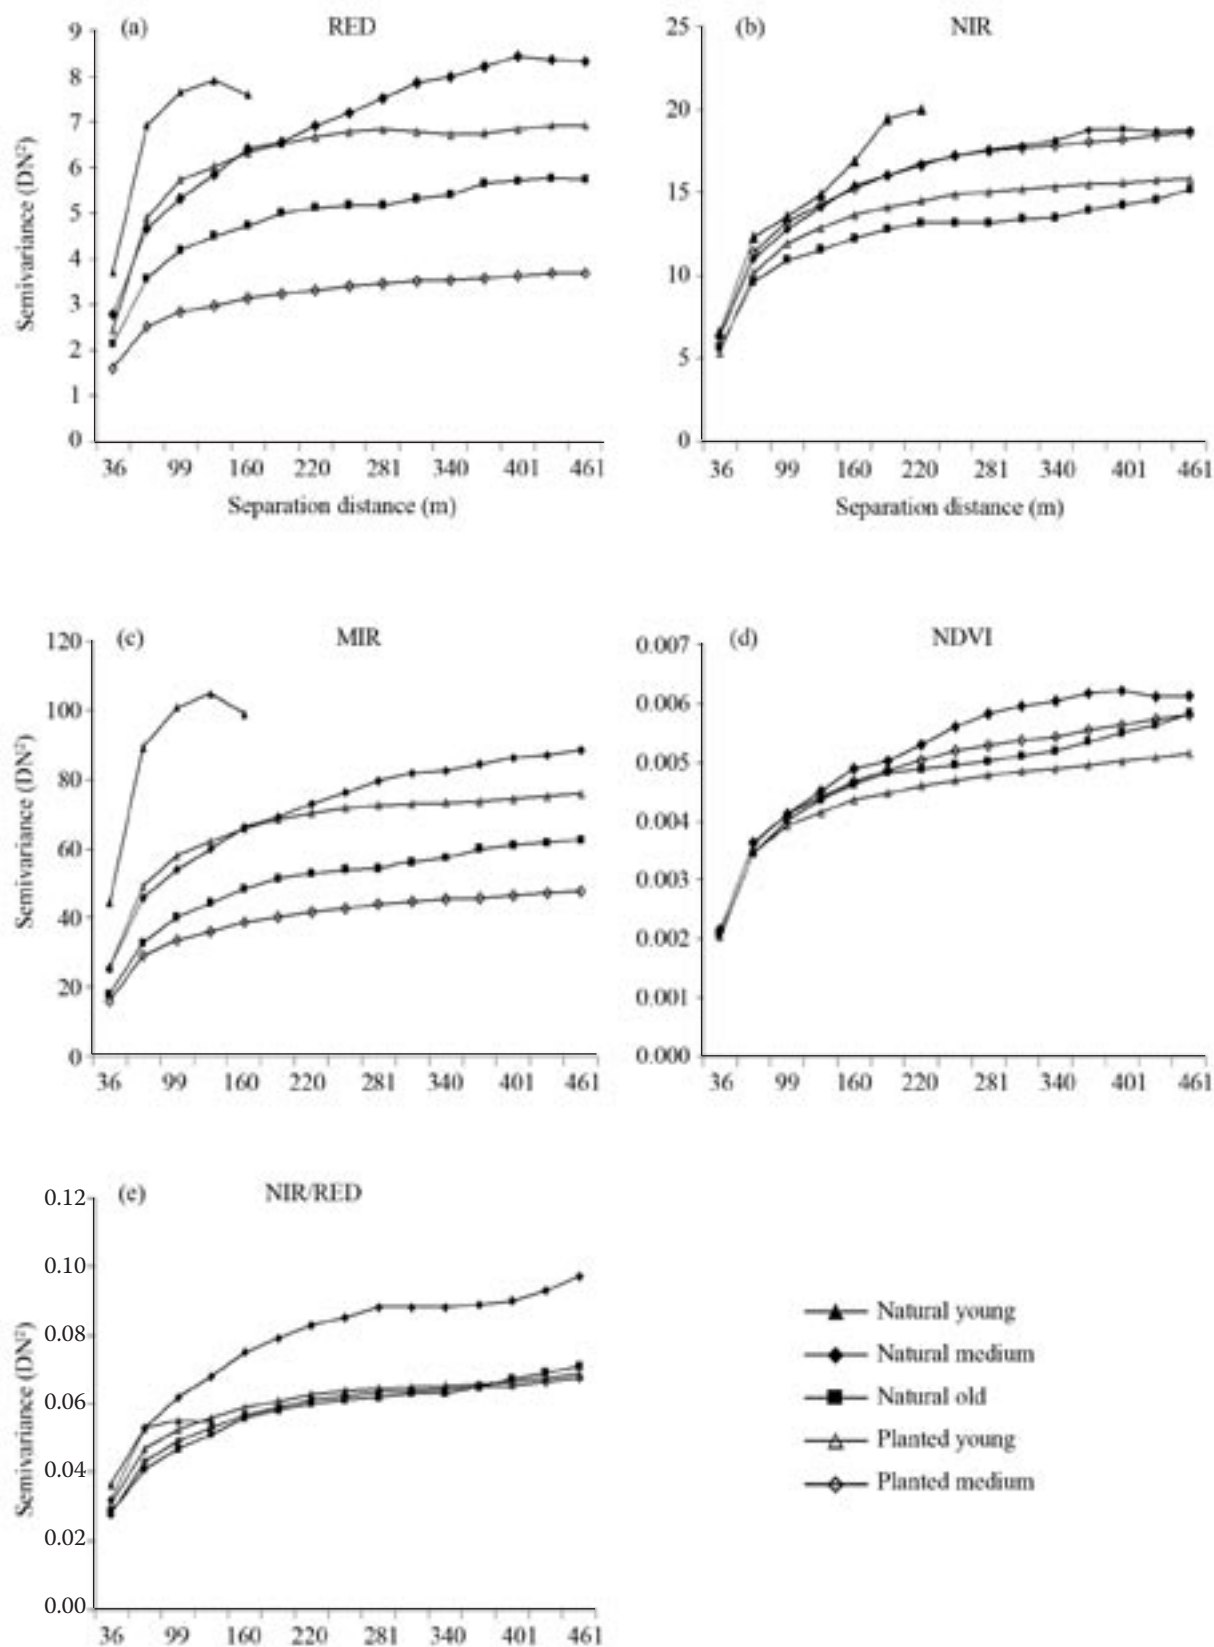 (a) RED
9
8
7
6
5
4
3
2
1
0
Semivariance (DN²)
36 99 160 220 281 340 401 461
Separation distance (m)
(b) NIR
25
20
15
10
5
0
36 99 160 220 281 340 401 461
Separation distance (m)
(c) MIR
120
100
80
60
40
20
0
Semivariance (DN²)
36 99 160 220 281 340 401 461
(d) NDVI
0.007
0.006
0.005
0.004
0.003
0.002
0.001
0.000
36 99 160 220 281 340 401 461
(e) NIR/RED
0.12
0.10
0.08
0.06
0.04
0.02
0.00
Semivariance (DN²)
36 99 160 220 281 340 401 461
Natural young
Natural medium
Natural old
Planted young
Planted medium